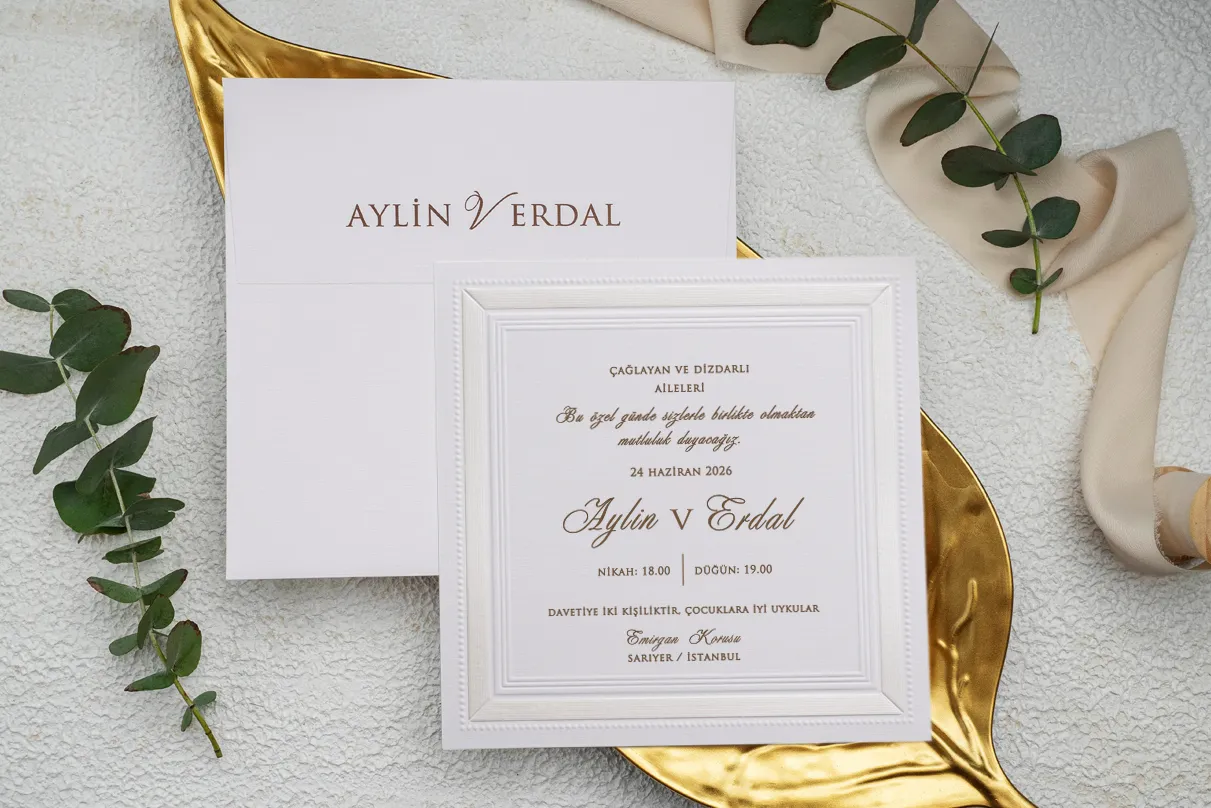 AYLİN V ERDAL
ÇAĞLAYAN VE DİZDARLI
AİLELERİ
Bu özel günde sizlerle birlikte olmaktan
mutluluk duyacağız.
24 HAZİRAN 2026
Aylin V Erdal
NİKAH: 18.00 | DÜĞÜN: 19.00
DAVETİYE İKİ KİŞİLİKTİR, ÇOCUKLARA İYİ UYKULAR
Emirgan Korusu
SARIYER / İSTANBUL